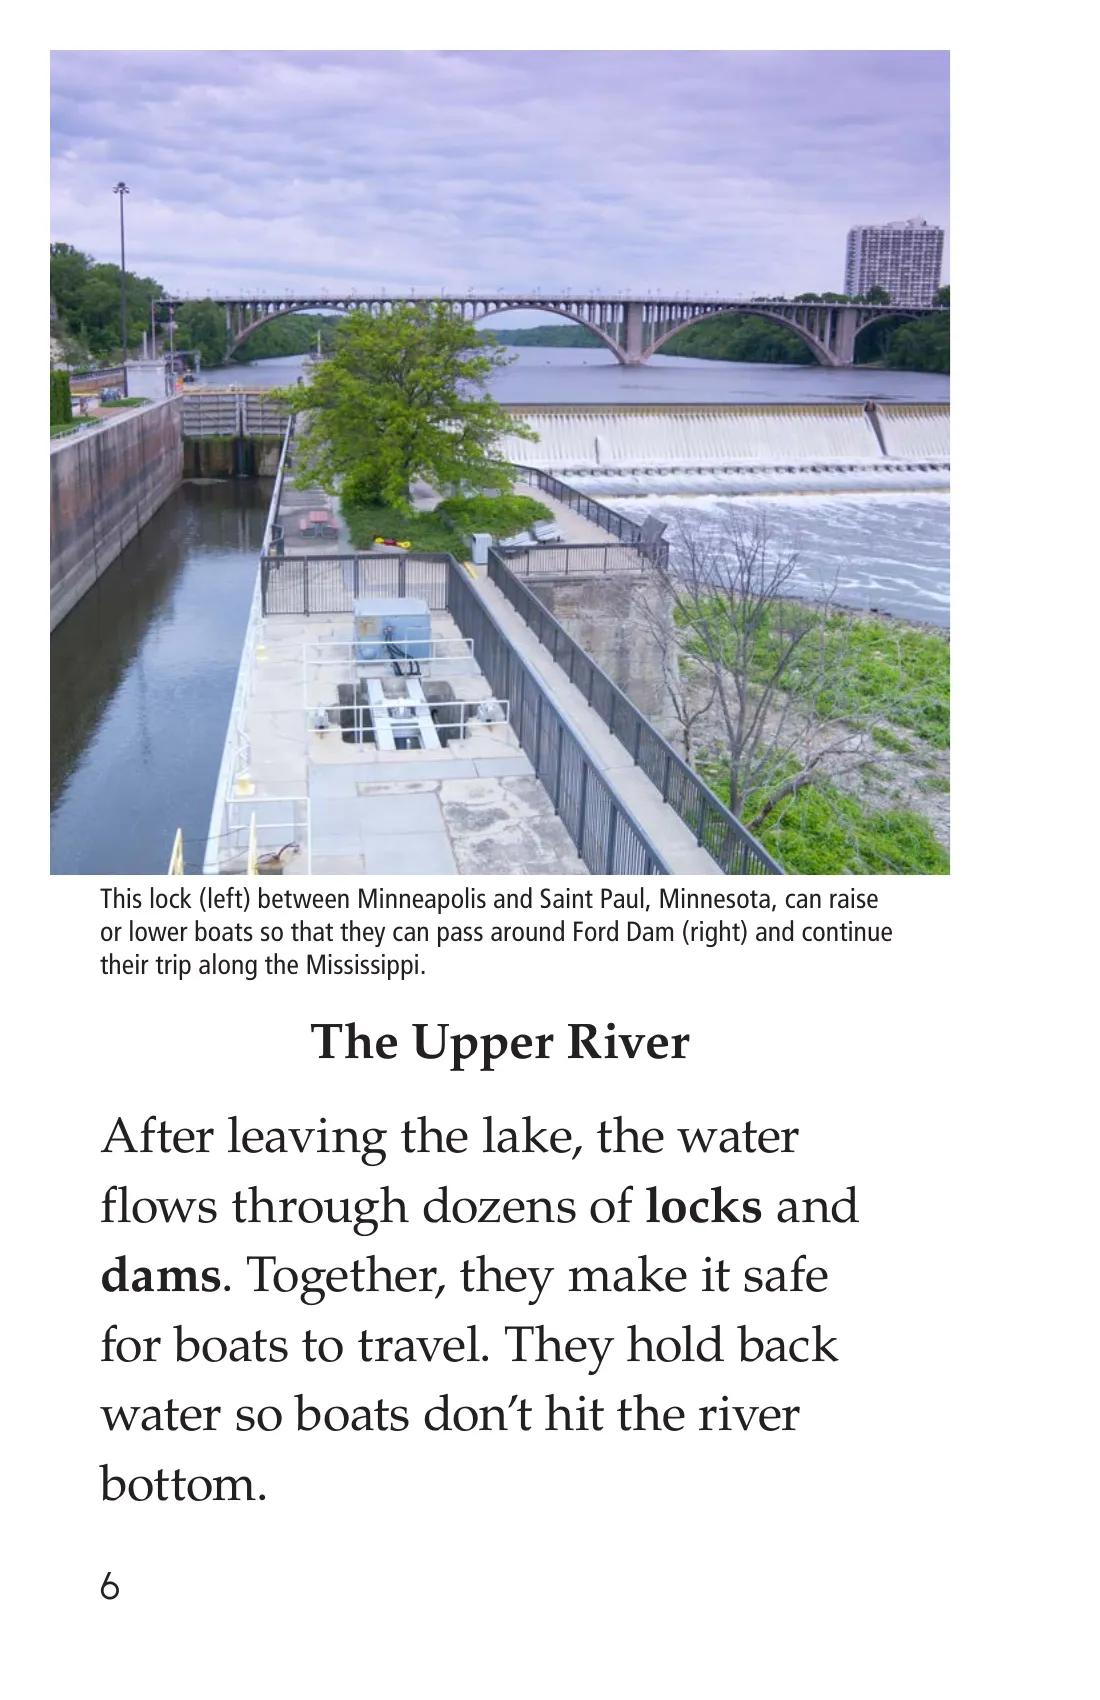 This lock (left) between Minneapolis and Saint Paul, Minnesota, can raise
or lower boats so that they can pass around Ford Dam (right) and continue
their trip along the Mississippi.
The Upper River
After leaving the lake, the water
flows through dozens of locks and
dams. Together, they make it safe
for boats to travel. They hold back
water so boats don’t hit the river
bottom.
6